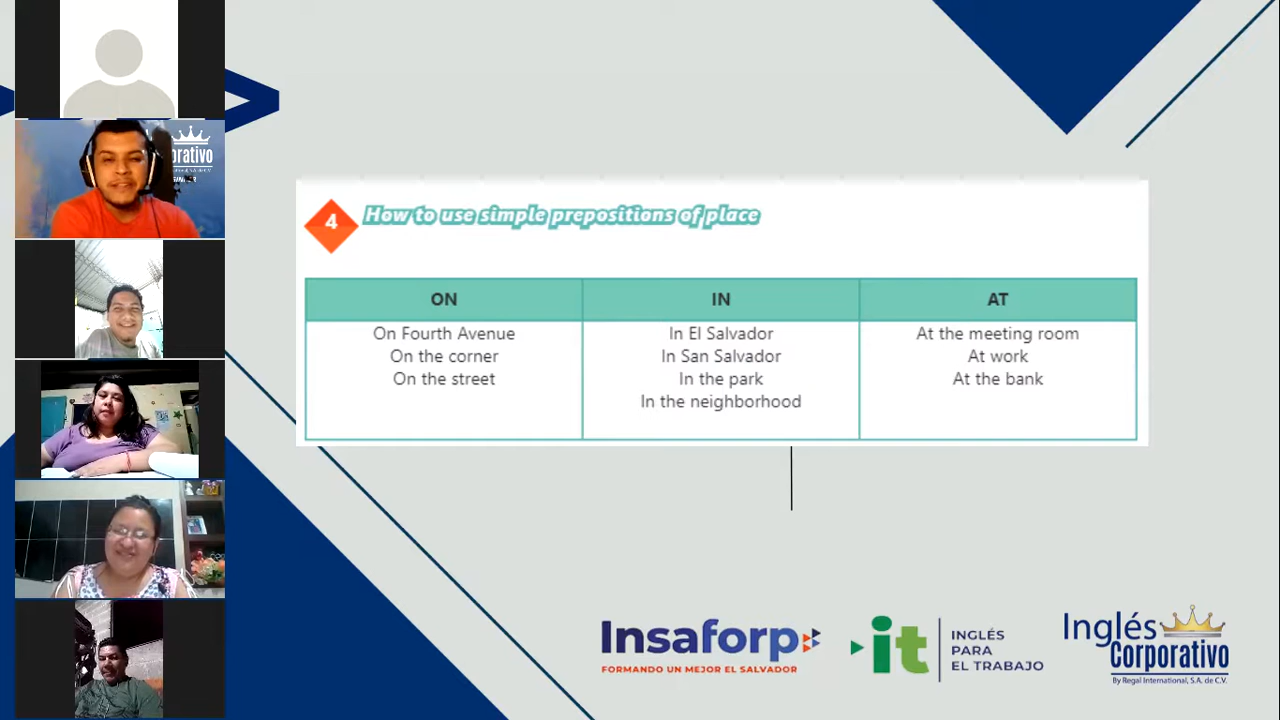 4 How to use simple prepositions of place
ON IN AT
On Fourth Avenue In El Salvador At the meeting room
On the corner In San Salvador At work
On the street In the park At the bank
In the neighborhood
Insaforp
FORMANDO UN MEJOR EL SALVADOR
it
INGLÉS
PARA
EL TRABAJO
Inglés
Corporativo
By Regal International, S.A. de C.V.
orativo